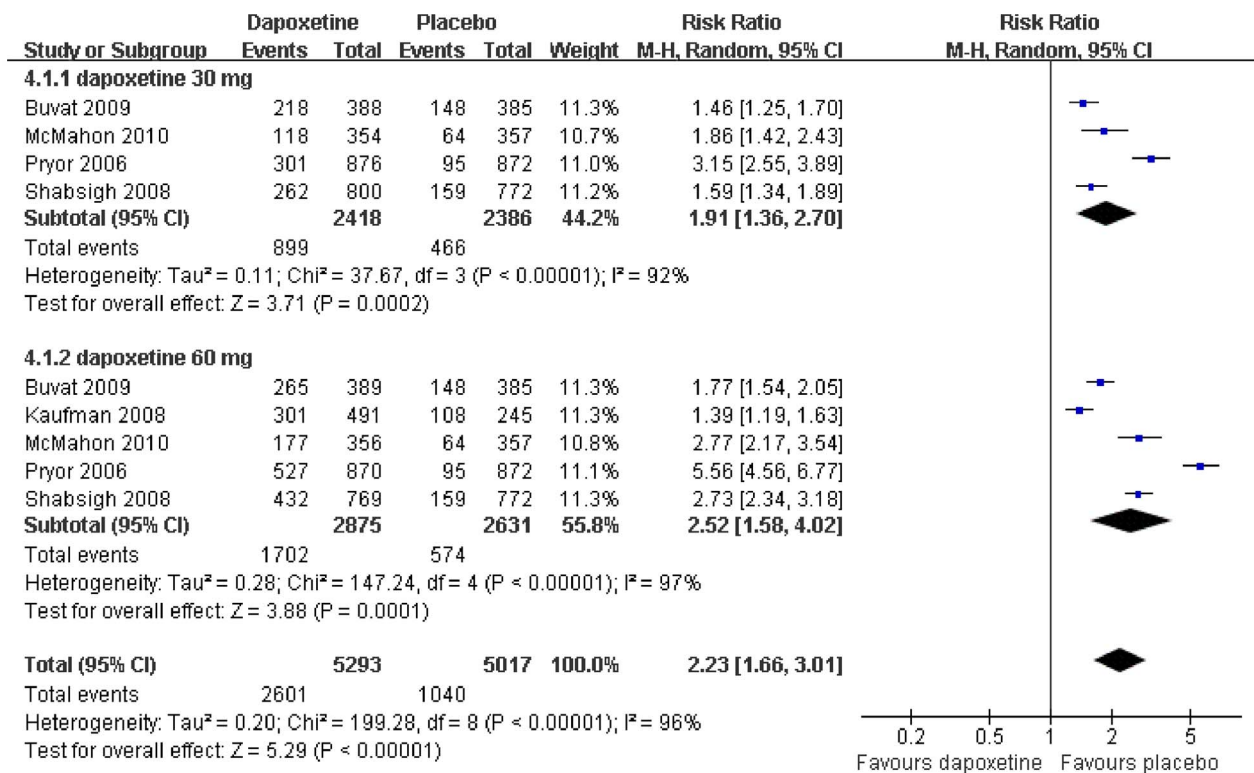 Dapoxetine Placebo Risk Ratio Risk Ratio
Study or Subgroup Events Total Events Total Weight M-H, Random, 95% CI M-H, Random, 95% CI
4.1.1 dapoxetine 30 mg
Buvat 2009 218 388 148 385 11.3% 1.46 [1.25, 1.70]
McMahon 2010 118 354 64 357 10.7% 1.86 [1.42, 2.43]
Pryor 2006 301 876 95 872 11.0% 3.15 [2.55, 3.89]
Shabsigh 2008 262 800 159 772 11.2% 1.59 [1.34, 1.89]
Subtotal (95% CI) 2418 2386 44.2% 1.91 [1.36, 2.70]
Total events 899 466
Heterogeneity: Tau² = 0.11; Chi² = 37.67, df = 3 (P < 0.00001); I² = 92%
Test for overall effect: Z = 3.71 (P = 0.0002)
4.1.2 dapoxetine 60 mg
Buvat 2009 265 389 148 385 11.3% 1.77 [1.54, 2.05]
Kaufman 2008 301 491 108 245 11.3% 1.39 [1.19, 1.63]
McMahon 2010 177 356 64 357 10.8% 2.77 [2.17, 3.54]
Pryor 2006 527 870 95 872 11.1% 5.56 [4.56, 6.77]
Shabsigh 2008 432 769 159 772 11.3% 2.73 [2.34, 3.18]
Subtotal (95% CI) 2875 2631 55.8% 2.52 [1.58, 4.02]
Total events 1702 574
Heterogeneity: Tau² = 0.28; Chi² = 147.24, df = 4 (P < 0.00001); I² = 97%
Test for overall effect: Z = 3.88 (P = 0.0001)
Total (95% CI) 5293 5017 100.0% 2.23 [1.66, 3.01]
Total events 2601 1040
Heterogeneity: Tau² = 0.20; Chi² = 199.28, df = 8 (P < 0.00001); I² = 96%
Test for overall effect: Z = 5.29 (P < 0.00001)
0.2 0.5 1 2 5
Favours dapoxetine Favours placebo